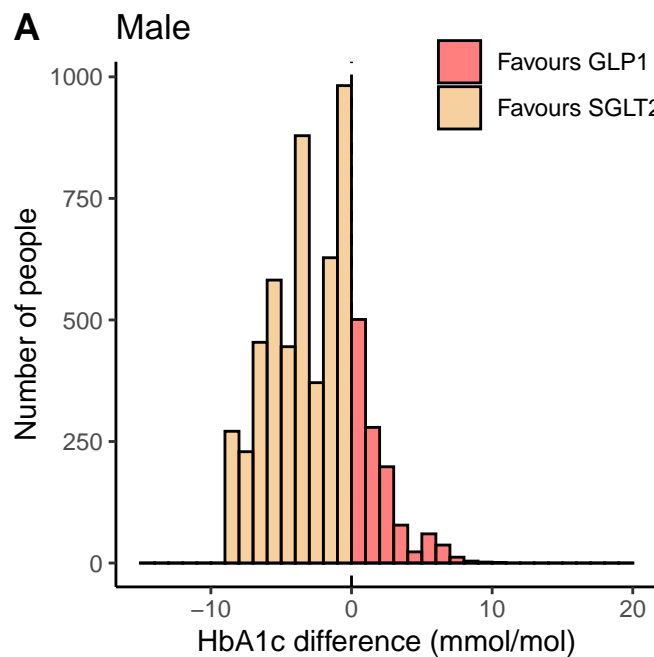 A Male
Favours GLP1
Favours SGLT2
1000
750
500
250
0
Number of people
−10 0 10 20
HbA1c difference (mmol/mol)